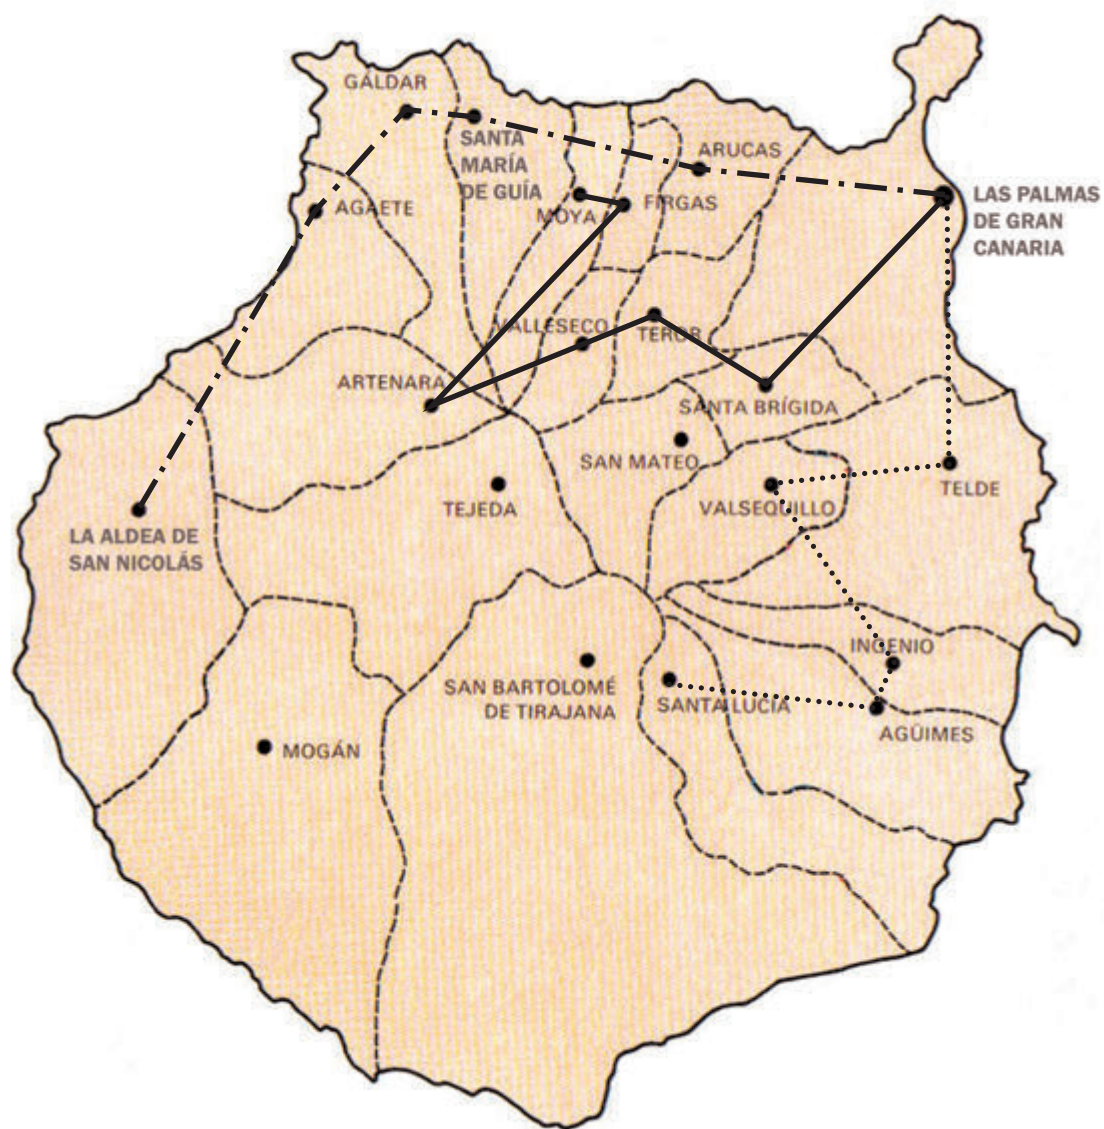 GÁLDAR
SANTA
MARÍA
DE GUÍA
ARUCAS
AGAETE
MOYA
FIRGAS
LAS PALMAS
DE GRAN
CANARIA
VALLESECO
TEROR
ARTENARA
SANTA BRÍGIDA
SAN MATEO
TEJEDA
VALSEQUILLO
TELDE
LA ALDEA DE
SAN NICOLÁS
INGENIO
SAN BARTOLOMÉ
DE TIRAJANA
SANTA LUCÍA
AGÜIMES
MOGÁN